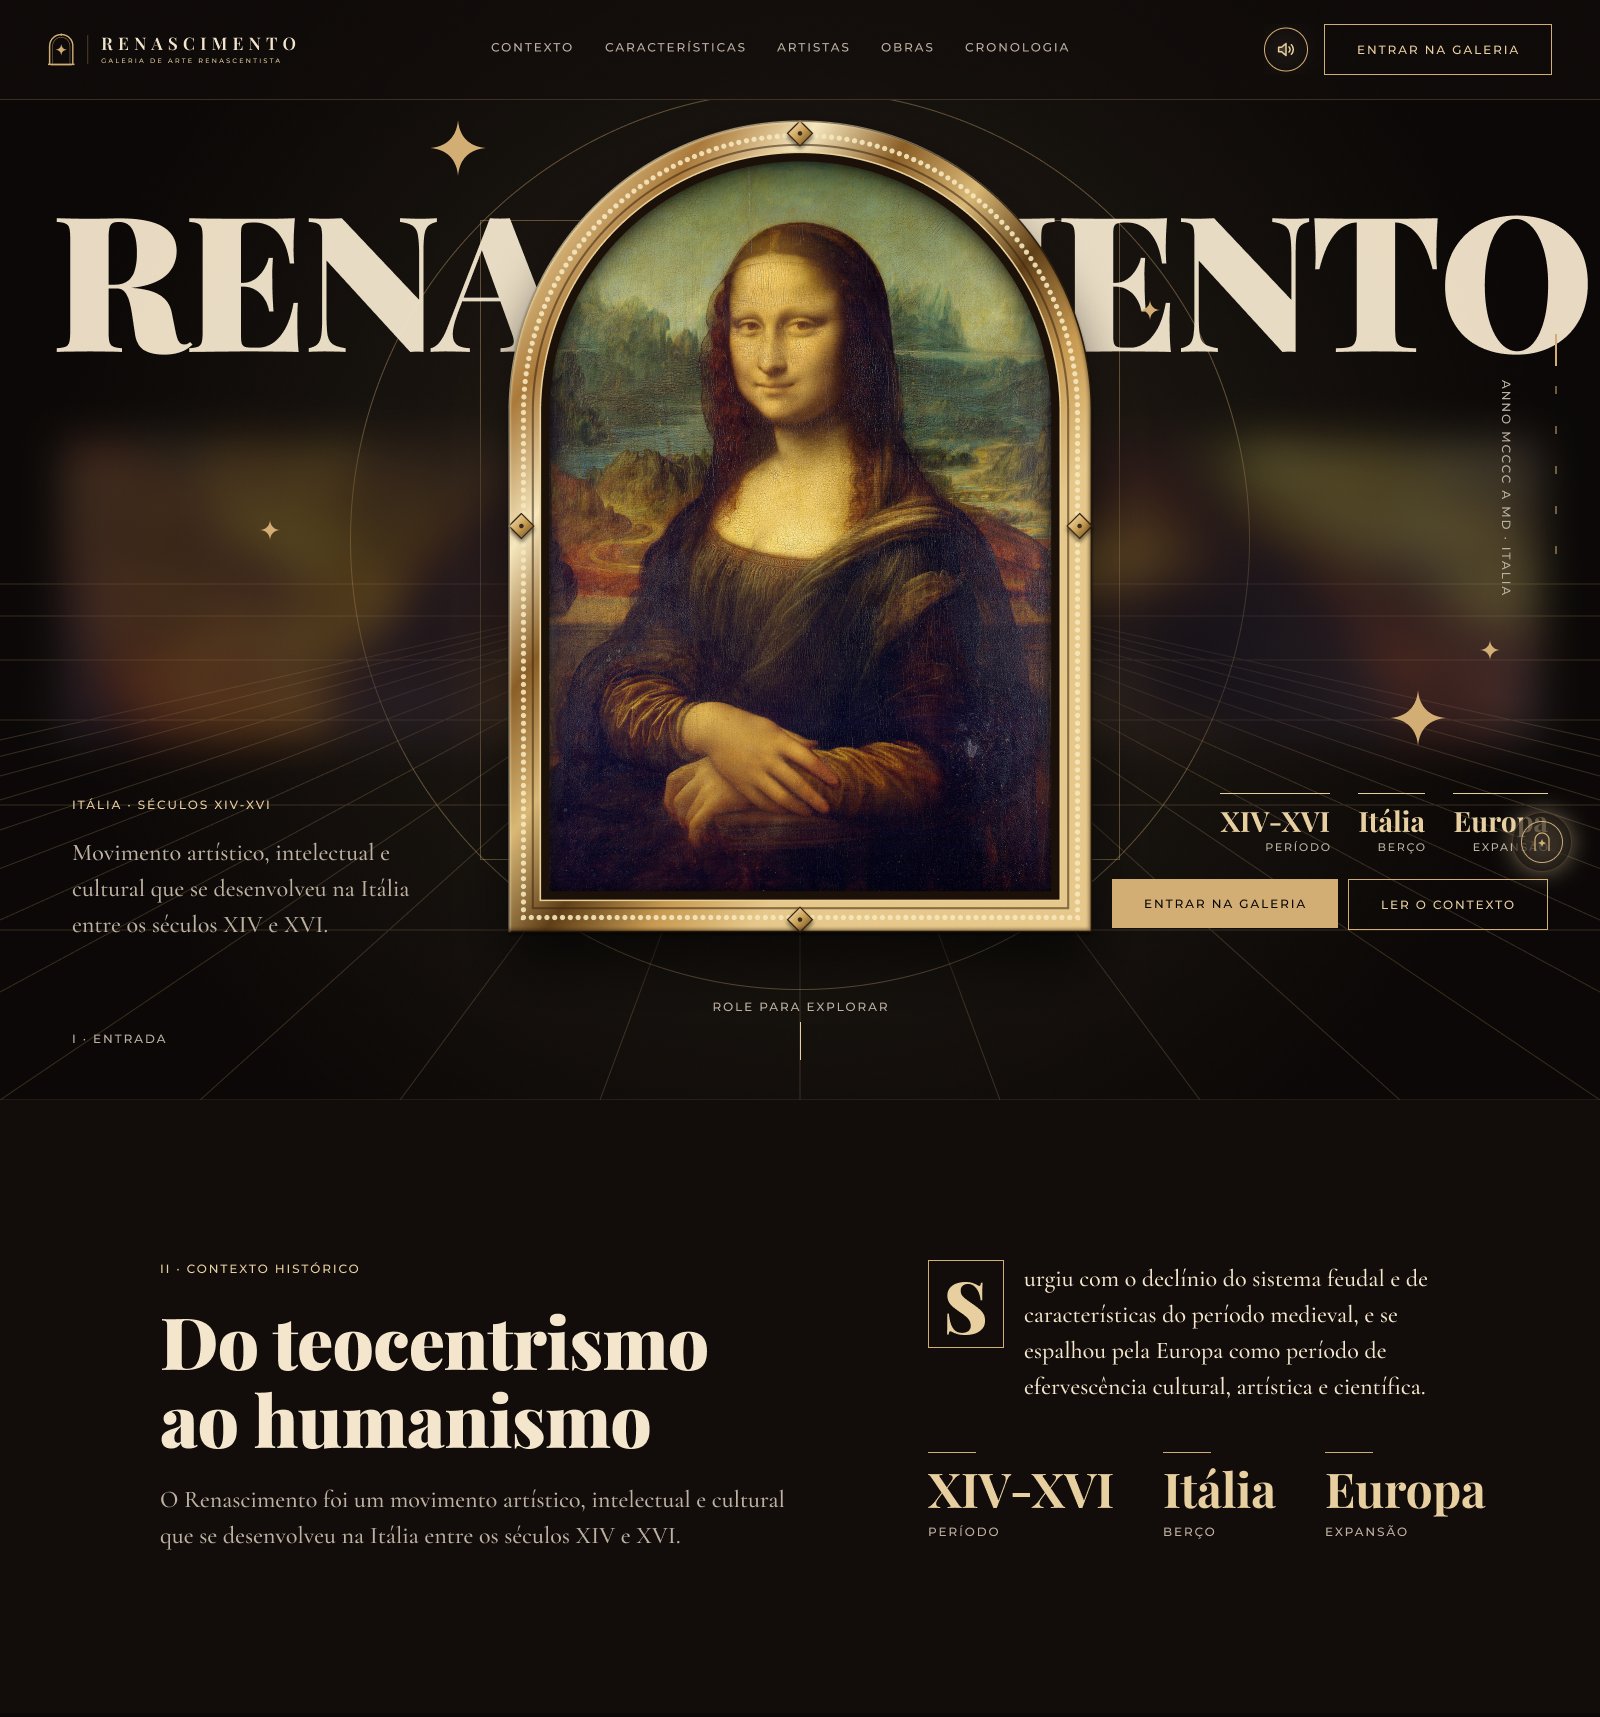 RENASCIMENTO
GALERIA DE ARTE RENASCENTISTA
CONTEXTO
CARACTERÍSTICAS
ARTISTAS
OBRAS
CRONOLOGIA
ENTRAR NA GALERIA
RENA IENTO
ANNO MCCCC A MD · ITALIA
ITÁLIA · SÉCULOS XIV-XVI
Movimento artístico, intelectual e
cultural que se desenvolveu na Itália
entre os séculos XIV e XVI.
XIV–XVI
PERÍODO
Itália
BERÇO
Europa
EXPANSÃO
ENTRAR NA GALERIA
LER O CONTEXTO
ROLE PARA EXPLORAR
I · ENTRADA
II · CONTEXTO HISTÓRICO
Do teocentrismo
ao humanismo
O Renascimento foi um movimento artístico, intelectual e cultural
que se desenvolveu na Itália entre os séculos XIV e XVI.
S urgiu com o declínio do sistema feudal e de
características do período medieval, e se
espalhou pela Europa como período de
efervescência cultural, artística e científica.
XIV–XVI
PERÍODO
Itália
BERÇO
Europa
EXPANSÃO